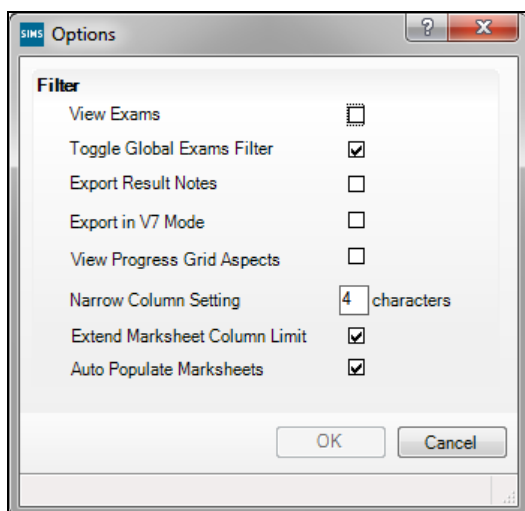 SIMS Options ?
Filter
View Exams
Toggle Global Exams Filter
Export Result Notes
Export in V7 Mode
View Progress Grid Aspects
Narrow Column Setting 4 characters
Extend Marksheet Column Limit
Auto Populate Marksheets
OK Cancel